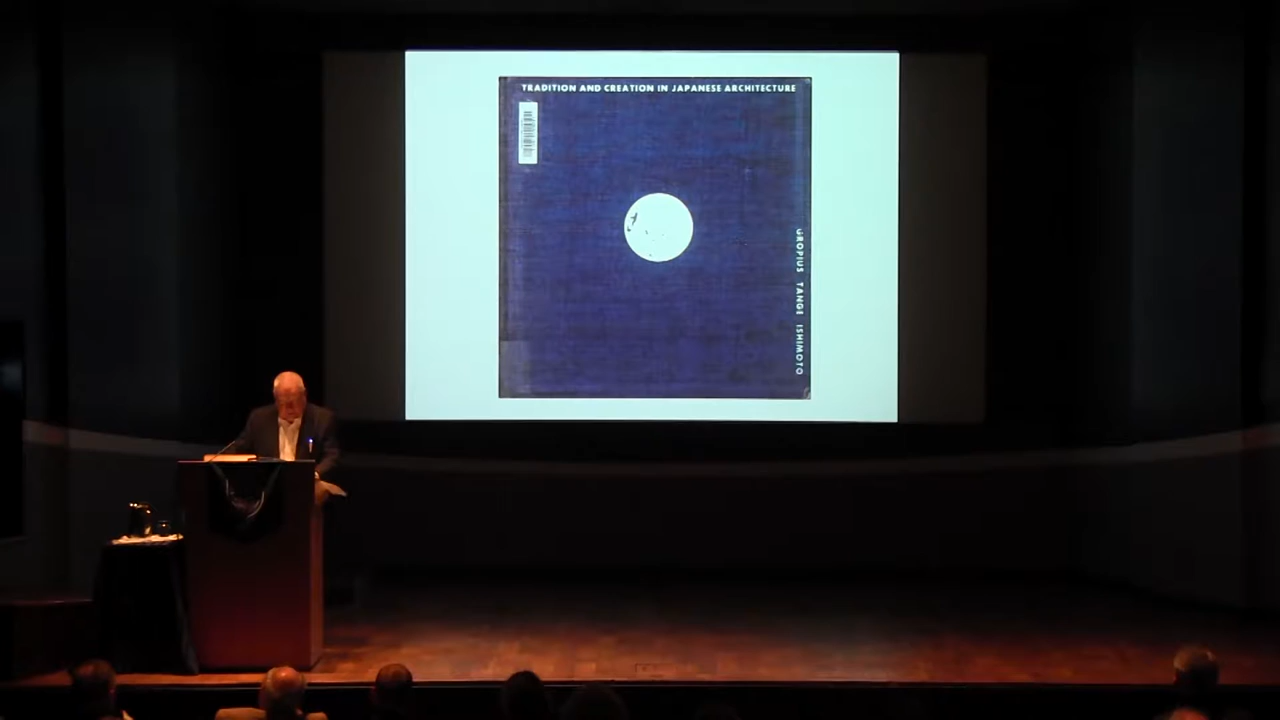 TRADITION AND CREATION IN JAPANESE ARCHITECTURE
GROPIUS TANGE ISHIMOTO